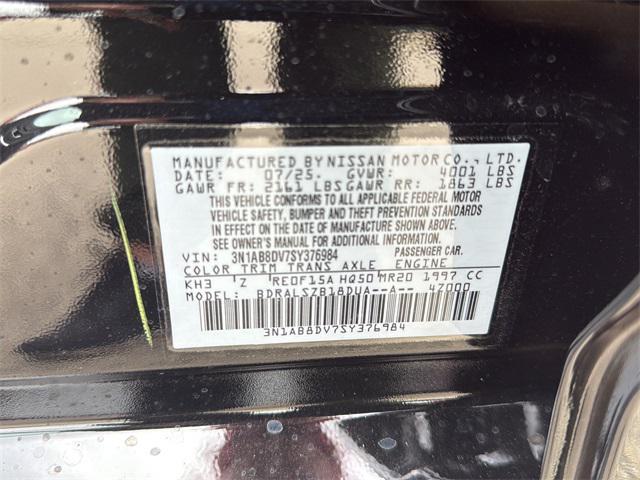 MANUFACTURED BY NISSAN MOTOR CO., LTD.
DATE: 07/25. GVWR: 4001 LBS
GAWR FR: 2161 LBS GAWR RR: 1863 LBS
THIS VEHICLE CONFORMS TO ALL APPLICABLE FEDERAL MOTOR
VEHICLE SAFETY, BUMPER AND THEFT PREVENTION STANDARDS
IN EFFECT ON THE DATE OF MANUFACTURE SHOWN ABOVE.
SEE OWNER'S MANUAL FOR ADDITIONAL INFORMATION.
VIN: 3N1AB8DV7SY376984 PASSENGER CAR.
COLOR TRIM TRANS AXLE ENGINE
KH3 Z RE0F15A HQ50 MR20 1997 CC
MODEL: BDRALSZB18DUA--A-- 47000
3N1AB8DV7SY376984